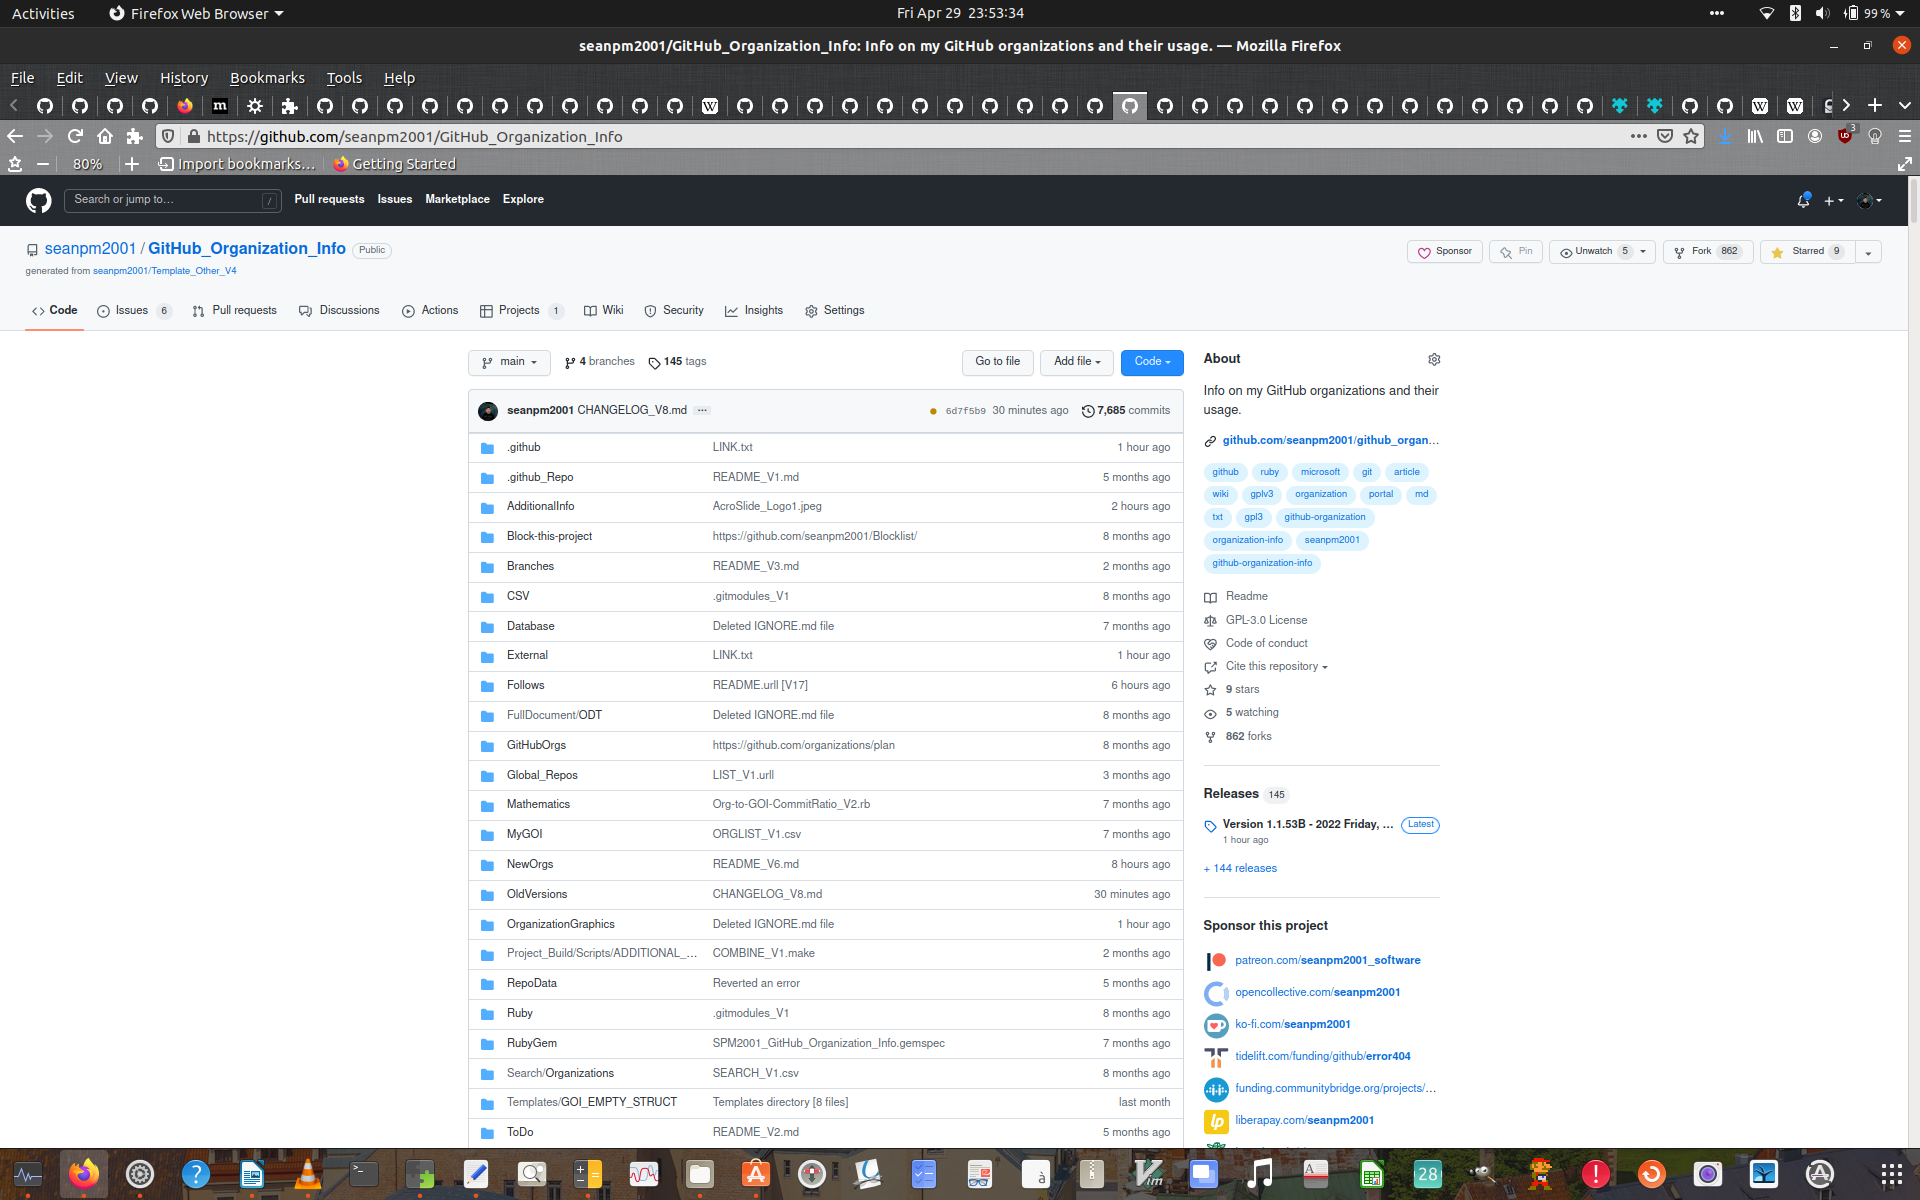 Activities
Firefox Web Browser
Fri Apr 29 23:53:34
99 %
seanpm2001/GitHub_Organization_Info: Info on my GitHub organizations and their usage. — Mozilla Firefox
File Edit View History Bookmarks Tools Help
https://github.com/seanpm2001/GitHub_Organization_Info
3
80%
Import bookmarks...
Getting Started
Search or jump to...
/
Pull requests Issues Marketplace Explore
seanpm2001 / GitHub_Organization_Info Public
generated from seanpm2001/Template_Other_V4
Sponsor
Pin
Unwatch 5
Fork 862
Starred 9
Code
Issues 6
Pull requests
Discussions
Actions
Projects 1
Wiki
Security
Insights
Settings
main
4 branches
145 tags
Go to file
Add file
Code
seanpm2001 CHANGELOG_V8.md ... 6d7f5b9 30 minutes ago 7,685 commits
.github LINK.txt 1 hour ago
.github_Repo README_V1.md 5 months ago
AdditionalInfo AcroSlide_Logo1.jpeg 2 hours ago
Block-this-project https://github.com/seanpm2001/Blocklist/ 8 months ago
Branches README_V3.md 2 months ago
CSV .gitmodules_V1 8 months ago
Database Deleted IGNORE.md file 7 months ago
External LINK.txt 1 hour ago
Follows README.urll [V17] 6 hours ago
FullDocument/ODT Deleted IGNORE.md file 8 months ago
GitHubOrgs https://github.com/organizations/plan 8 months ago
Global_Repos LIST_V1.urll 3 months ago
Mathematics Org-to-GOI-CommitRatio_V2.rb 7 months ago
MyGOI ORGLIST_V1.csv 7 months ago
NewOrgs README_V6.md 8 hours ago
OldVersions CHANGELOG_V8.md 30 minutes ago
OrganizationGraphics Deleted IGNORE.md file 1 hour ago
Project_Build/Scripts/ADDITIONAL_... COMBINE_V1.make 2 months ago
RepoData Reverted an error 5 months ago
Ruby .gitmodules_V1 8 months ago
RubyGem SPM2001_GitHub_Organization_Info.gemspec 7 months ago
Search/Organizations SEARCH_V1.csv 8 months ago
Templates/GOI_EMPTY_STRUCT Templates directory [8 files] last month
ToDo README_V2.md 5 months ago
About
Info on my GitHub organizations and their
usage.
github.com/seanpm2001/github_organ...
github ruby microsoft git article
wiki gplv3 organization portal md
txt gpl3 github-organization
organization-info seanpm2001
github-organization-info
Readme
GPL-3.0 License
Code of conduct
Cite this repository
9 stars
5 watching
862 forks
Releases 145
Version 1.1.53B - 2022 Friday, ... Latest
1 hour ago
+ 144 releases
Sponsor this project
patreon.com/seanpm2001_software
opencollective.com/seanpm2001
ko-fi.com/seanpm2001
tidelift.com/funding/github/error404
funding.communitybridge.org/projects/...
lp liberapay.com/seanpm2001
Vim
28